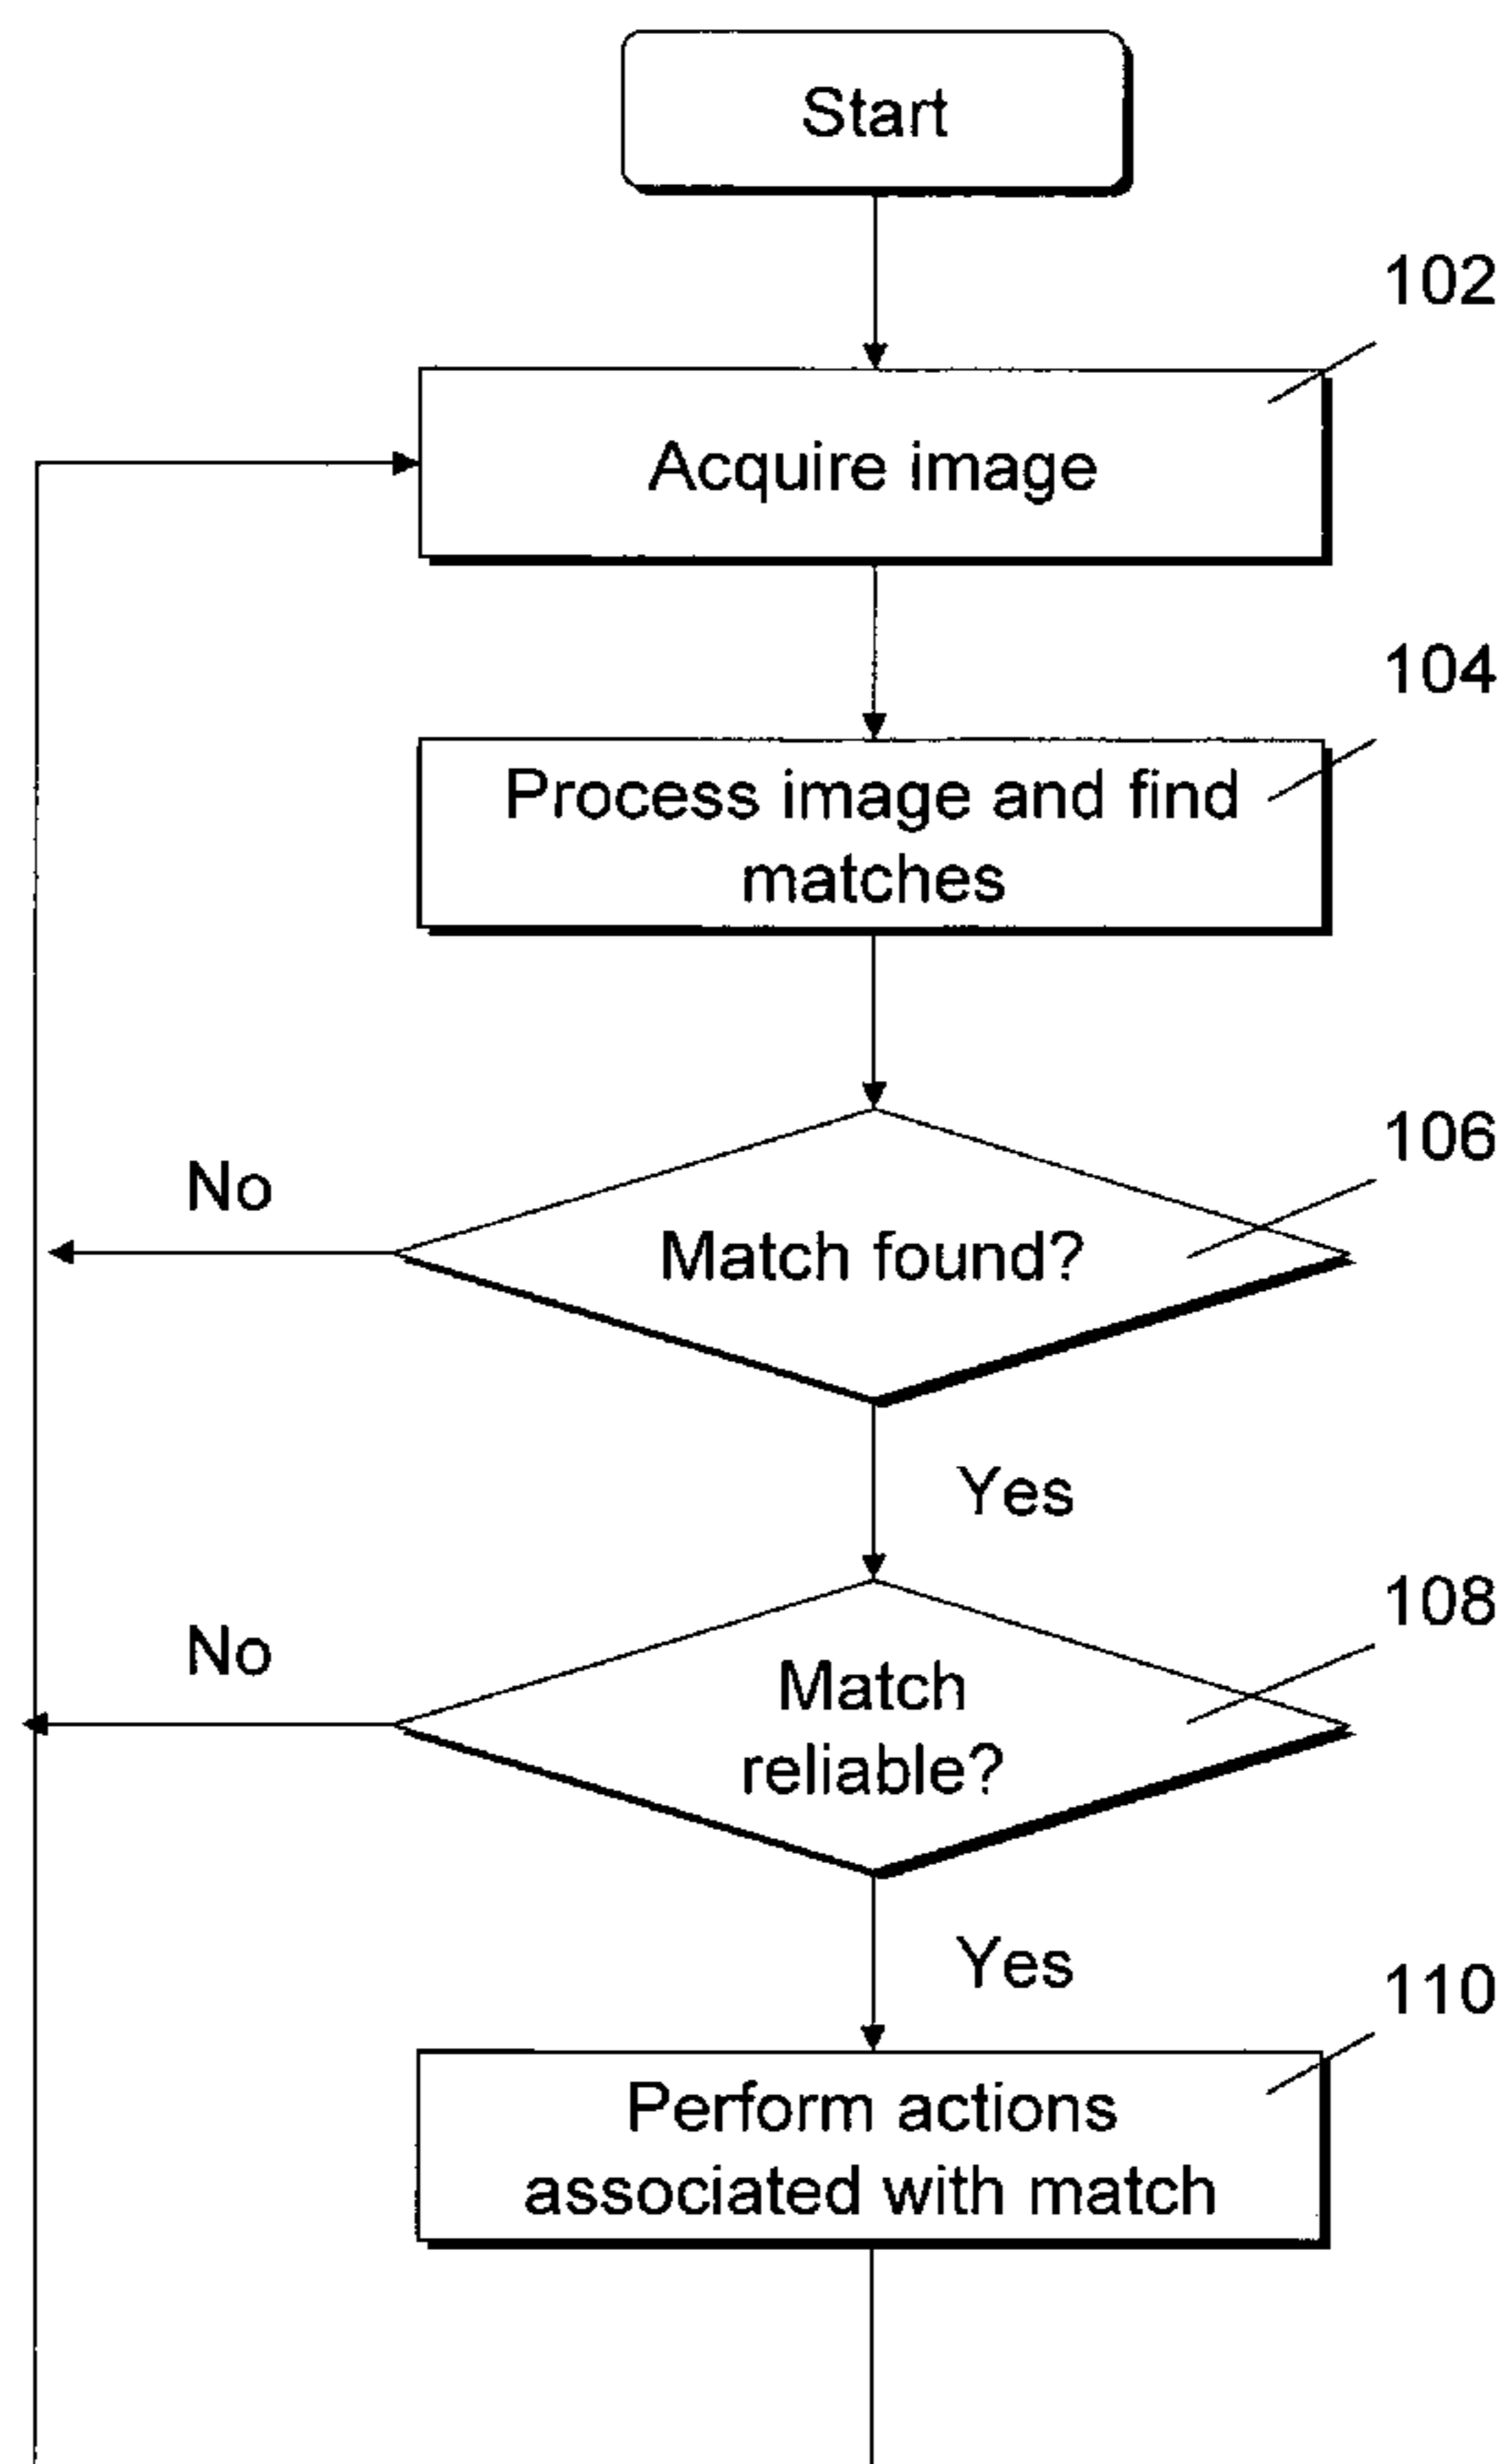 Start
102
Acquire image
104
Process image and find
matches
106
No
Match found?
Yes
108
No
Match
reliable?
Yes
110
Perform actions
associated with match